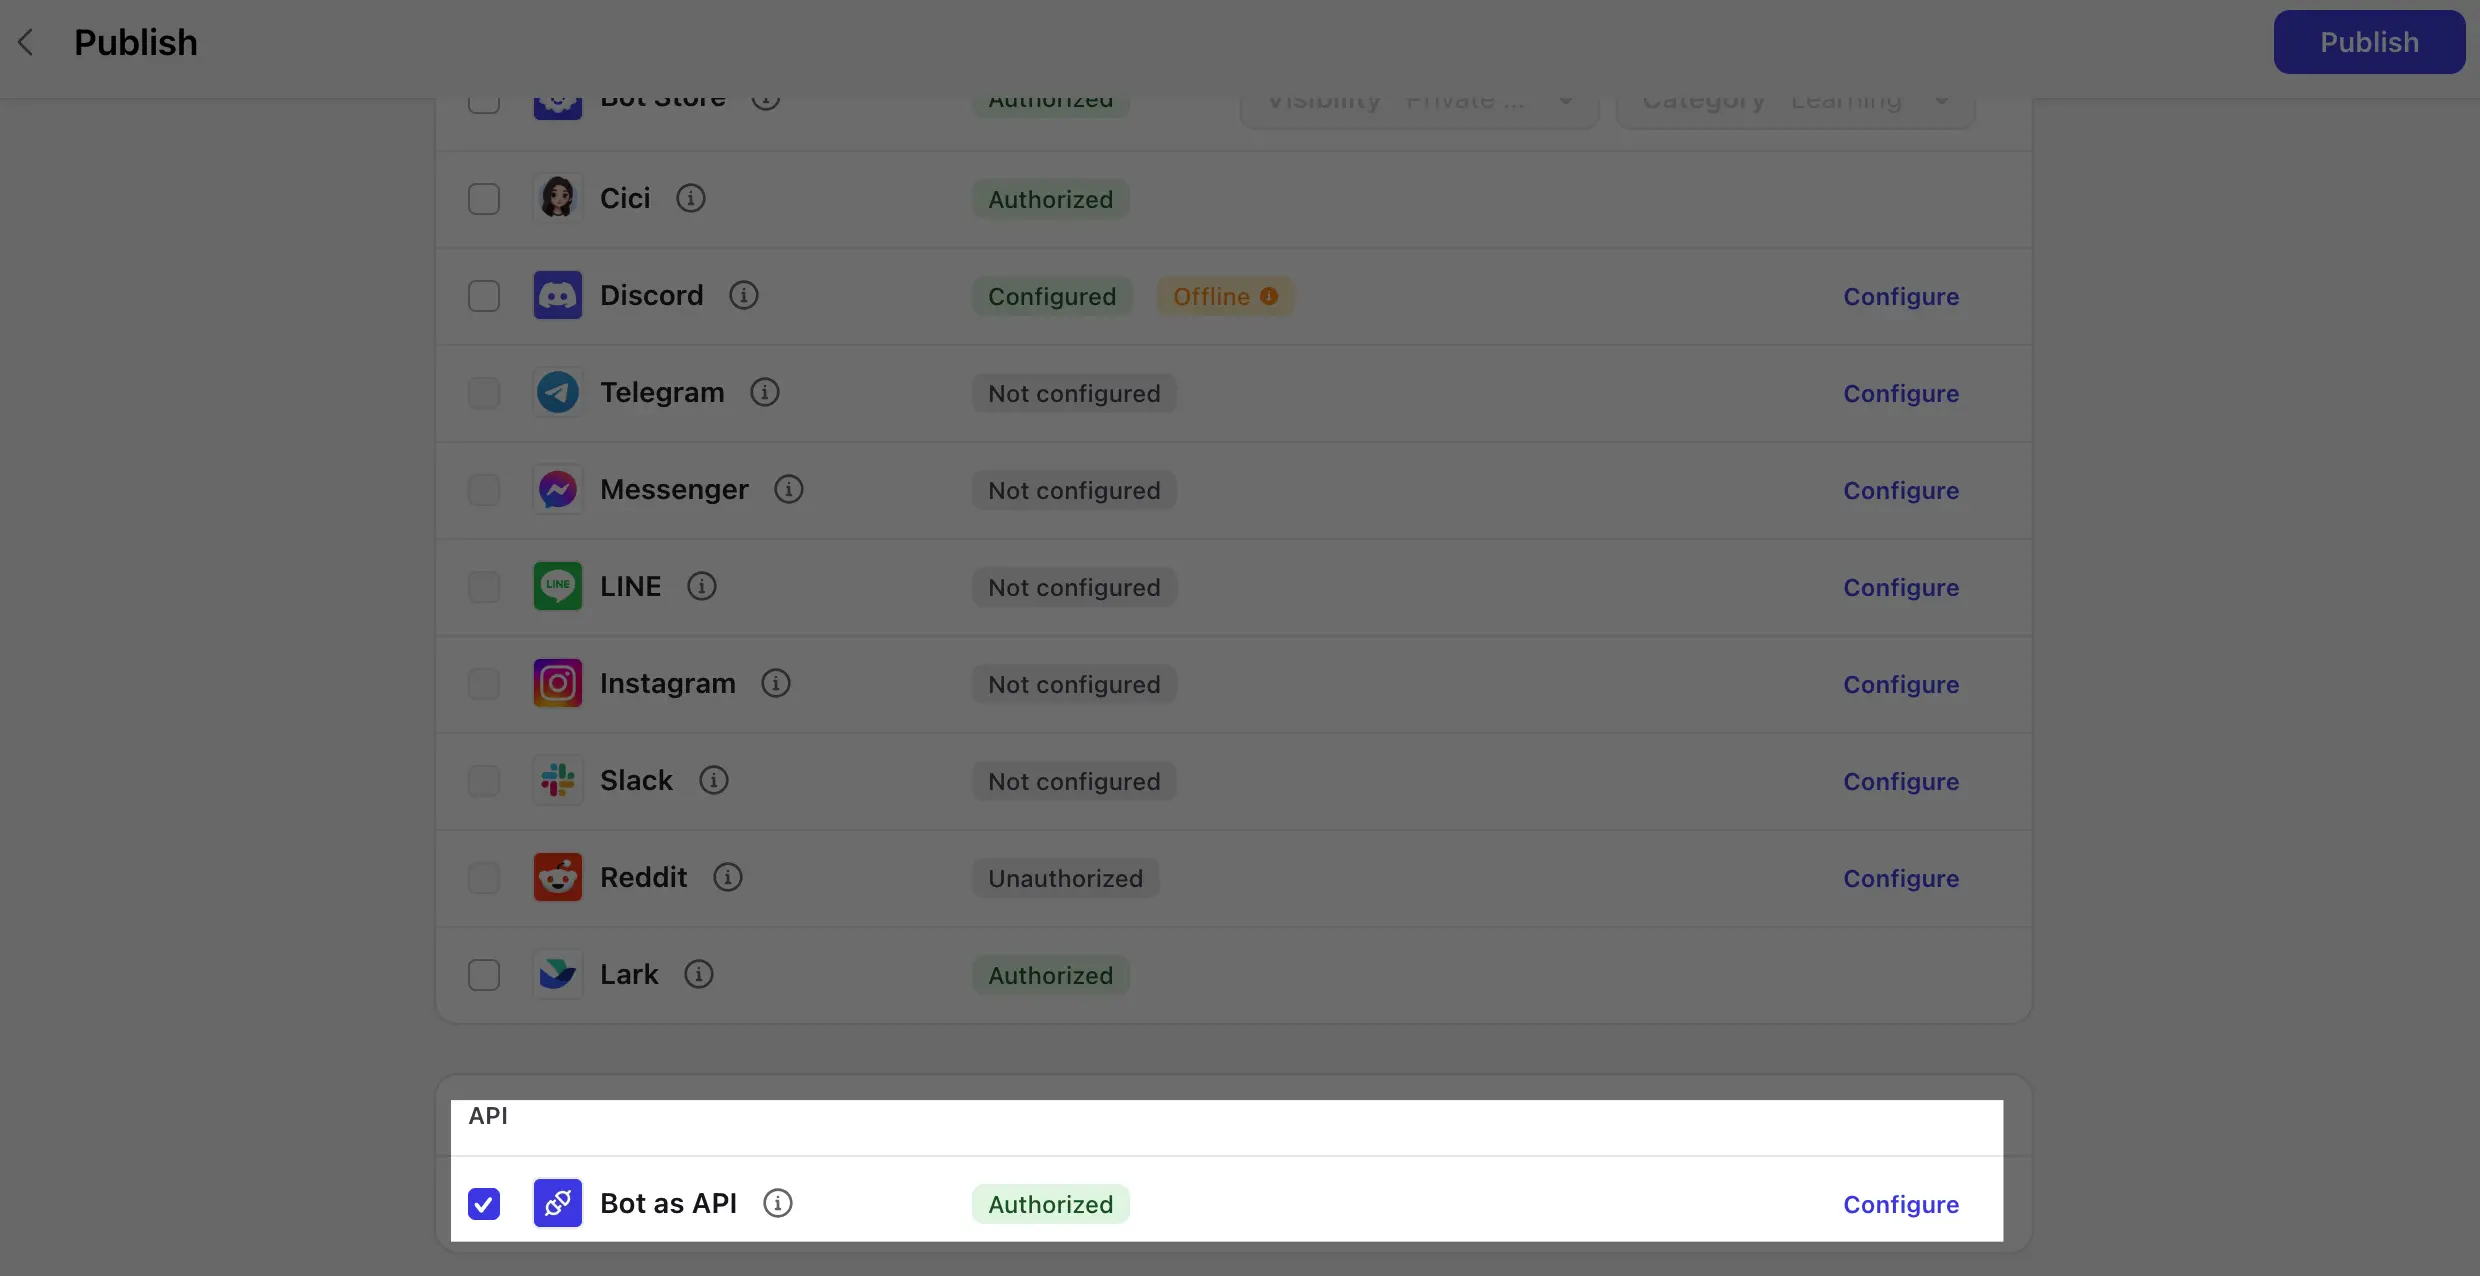 Publish
Publish
Bot Store Authorized Visibility Private ... Category Learning
Cici Authorized
Discord Configured Offline Configure
Telegram Not configured Configure
Messenger Not configured Configure
LINE LINE Not configured Configure
Instagram Not configured Configure
Slack Not configured Configure
Reddit Unauthorized Configure
Lark Authorized
API
Bot as API Authorized Configure